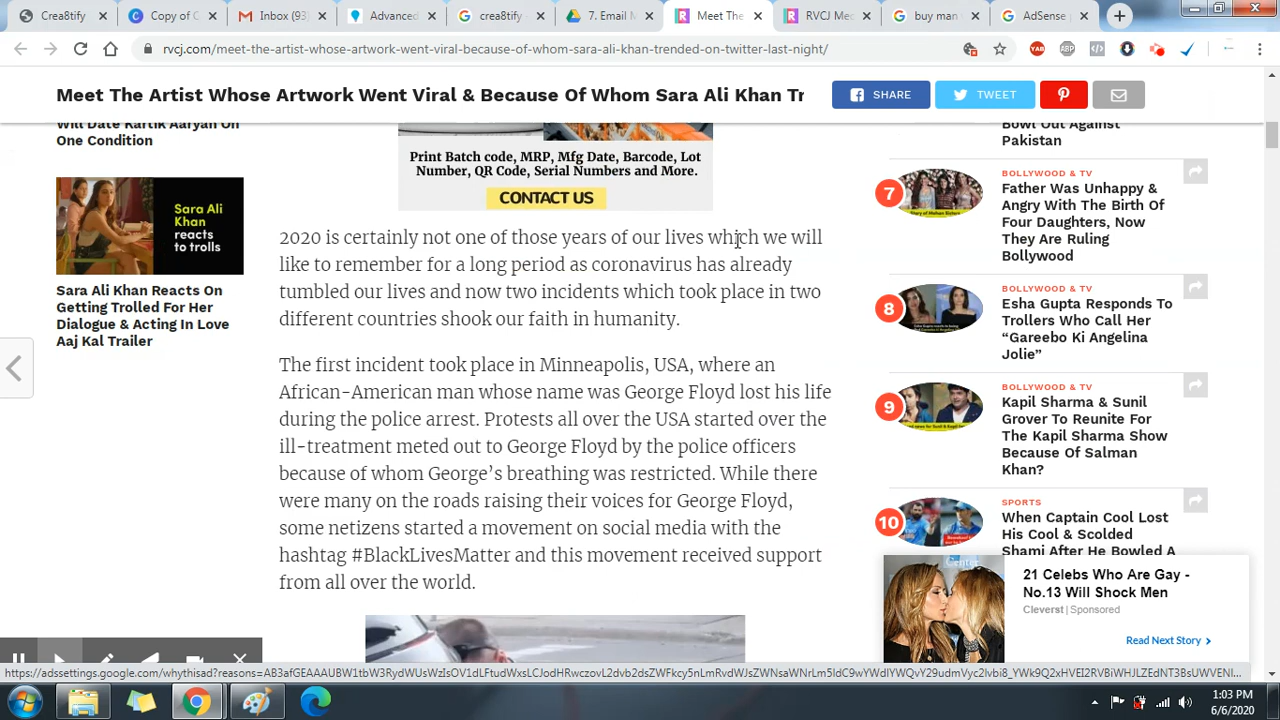 Crea8tify
Copy of C
Inbox (93)
Advanced
crea8tify
7. Email M
Meet The
RVCJ Me
buy man
AdSense
rvcj.com/meet-the-artist-whose-artwork-went-viral-because-of-whom-sara-ali-khan-trended-on-twitter-last-night/
YAB
ABP
Meet The Artist Whose Artwork Went Viral & Because Of Whom Sara Ali Khan Tr
SHARE
TWEET
Will Date Kartik Aaryan On
One Condition
Sara Ali
Khan
reacts
to trolls
Sara Ali Khan Reacts On
Getting Trolled For Her
Dialogue & Acting In Love
Aaj Kal Trailer
Print Batch code, MRP, Mfg Date, Barcode, Lot
Number, QR Code, Serial Numbers and More.
CONTACT US
2020 is certainly not one of those years of our lives which we will
like to remember for a long period as coronavirus has already
tumbled our lives and now two incidents which took place in two
different countries shook our faith in humanity.
The first incident took place in Minneapolis, USA, where an
African-American man whose name was George Floyd lost his life
during the police arrest. Protests all over the USA started over the
ill-treatment meted out to George Floyd by the police officers
because of whom George's breathing was restricted. While there
were many on the roads raising their voices for George Floyd,
some netizens started a movement on social media with the
hashtag #BlackLivesMatter and this movement received support
from all over the world.
Bowl Out Against
Pakistan
7
BOLLYWOOD & TV
Father Was Unhappy &
Angry With The Birth Of
Four Daughters, Now
They Are Ruling
Bollywood
8
BOLLYWOOD & TV
Esha Gupta Responds To
Trollers Who Call Her
"Gareebo Ki Angelina
Jolie"
9
BOLLYWOOD & TV
Kapil Sharma & Sunil
Grover To Reunite For
The Kapil Sharma Show
Because Of Salman
Khan?
10
SPORTS
When Captain Cool Lost
His Cool & Scolded
Shami After He Bowled A
21 Celebs Who Are Gay -
No.13 Will Shock Men
Cleverst | Sponsored
Read Next Story
1:03 PM
6/6/2020